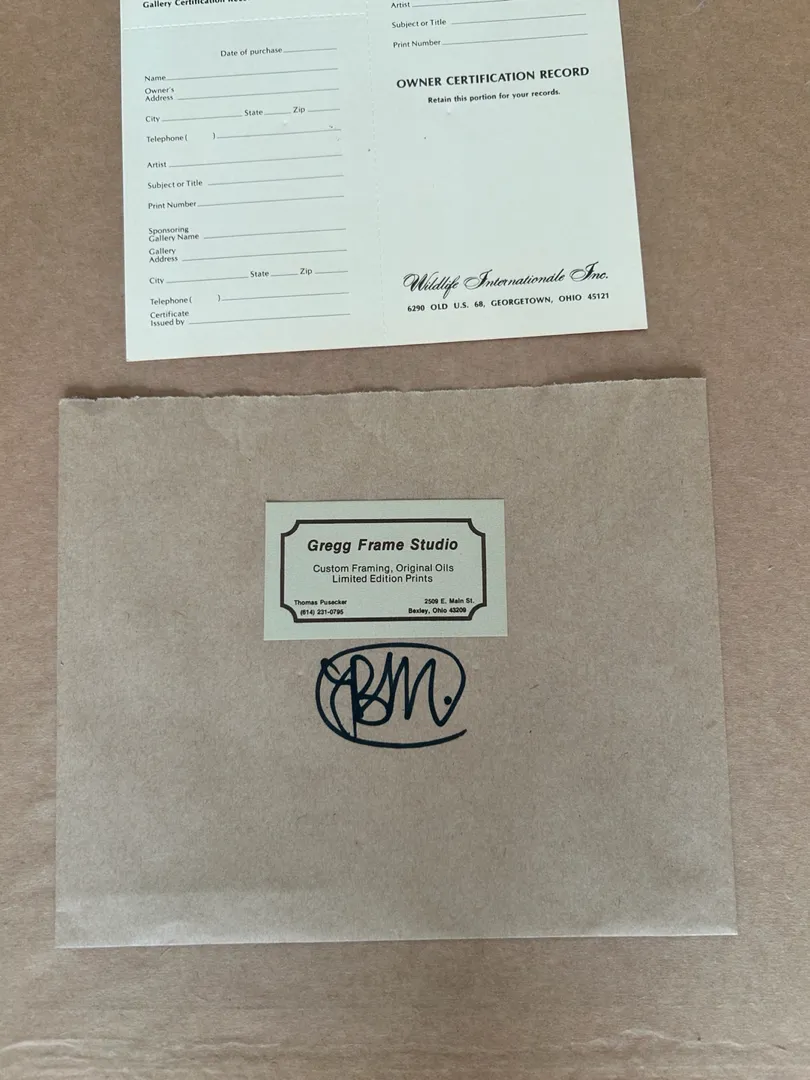 Gallery Certification
Date of purchase
Name
Owner's
Address
City State Zip
Telephone ( )
Artist
Subject or Title
Print Number
Sponsoring
Gallery Name
Gallery
Address
City State Zip
Telephone ( )
Certificate
Issued by
Artist
Subject or Title
Print Number
OWNER CERTIFICATION RECORD
Retain this portion for your records.
Wildlife Internationale Inc.
6290 OLD U.S. 68, GEORGETOWN, OHIO 45121
Gregg Frame Studio
Custom Framing, Original Oils
Limited Edition Prints
Thomas Pusecker
(614) 231-0795
2509 E. Main St.
Bexley, Ohio 43209